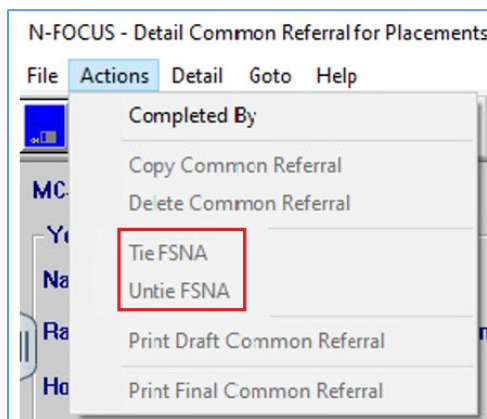 N-FOCUS - Detail Common Referral for Placements
File Actions Detail Goto Help
Completed By
Copy Common Referral
MC
Delete Common Referral
Tie FSNA
Untie FSNA
Print Draft Common Referral
Print Final Common Referral